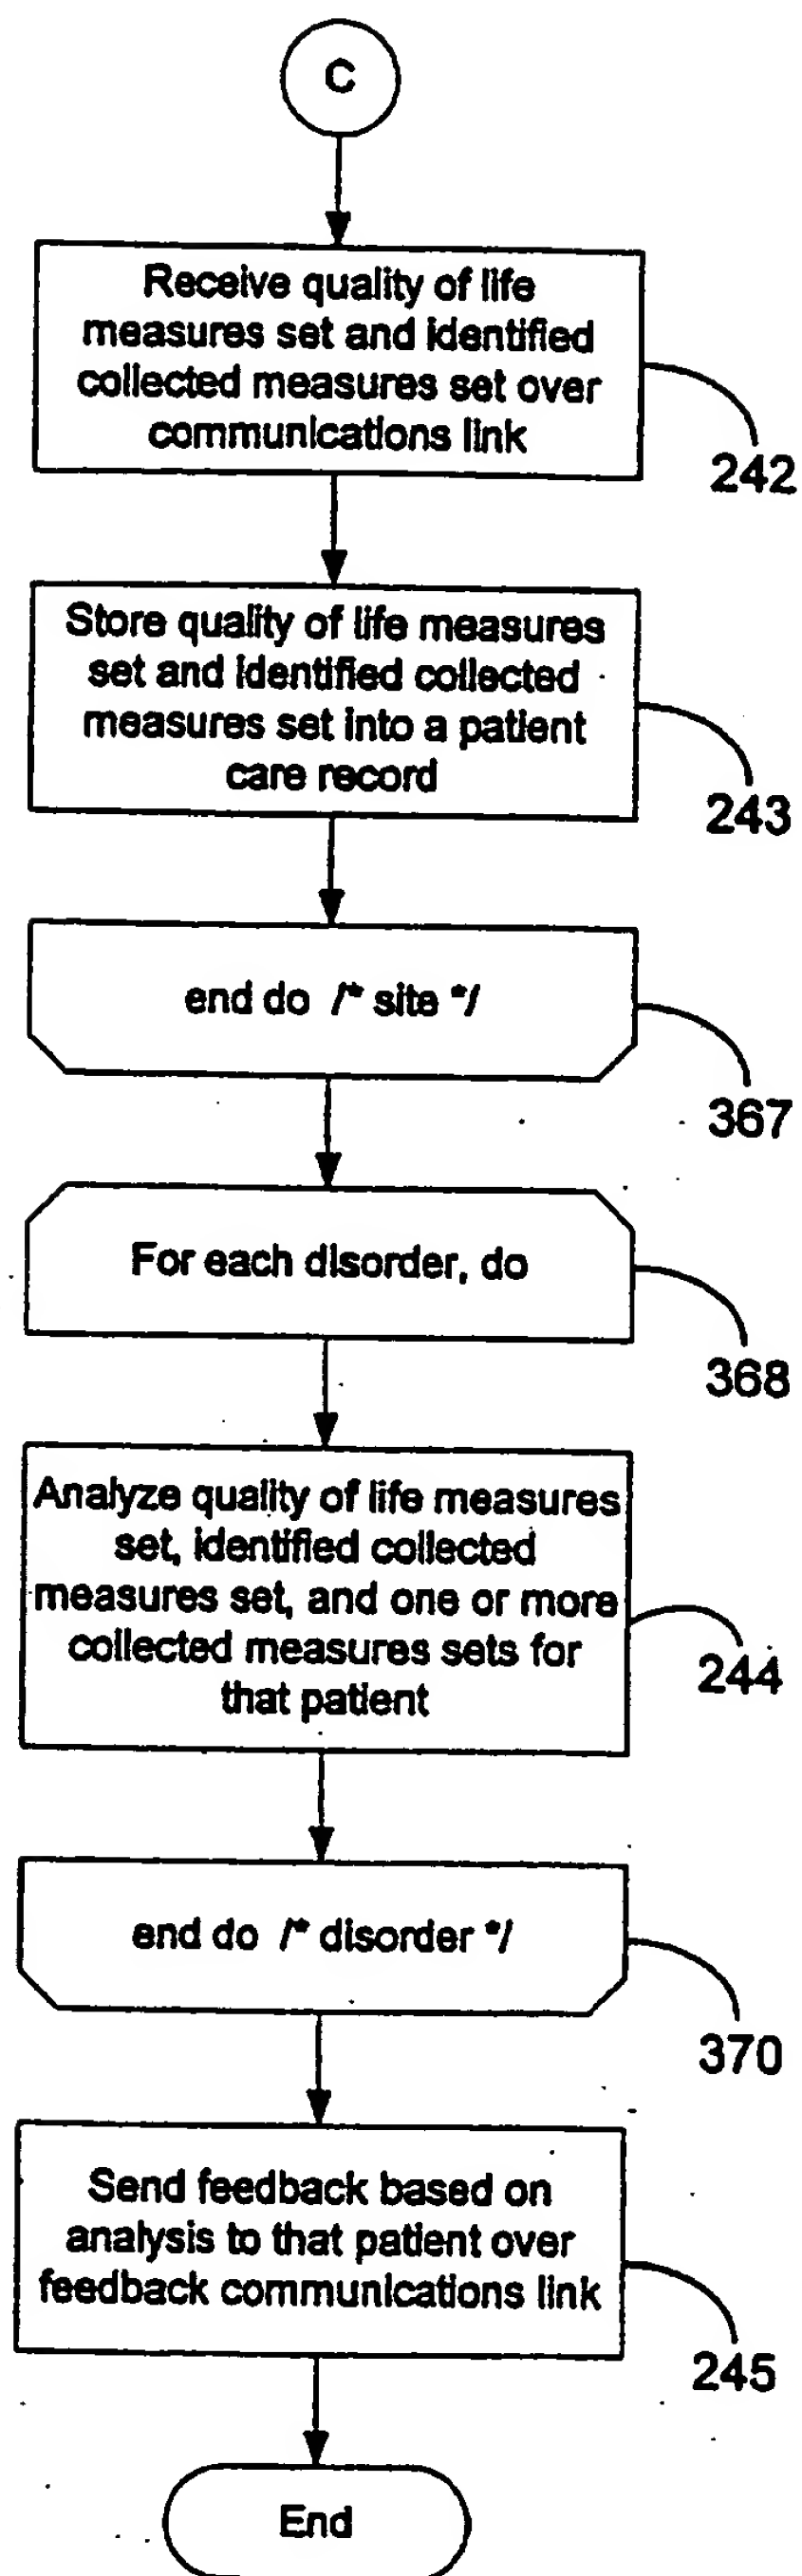 C
Receive quality of life
measures set and identified
collected measures set over
communications link
242
Store quality of life measures
set and identified collected
measures set into a patient
care record
243
end do /* site */
367
For each disorder, do
368
Analyze quality of life measures
set, identified collected
measures set, and one or more
collected measures sets for
that patient
244
end do /* disorder */
370
Send feedback based on
analysis to that patient over
feedback communications link
245
End